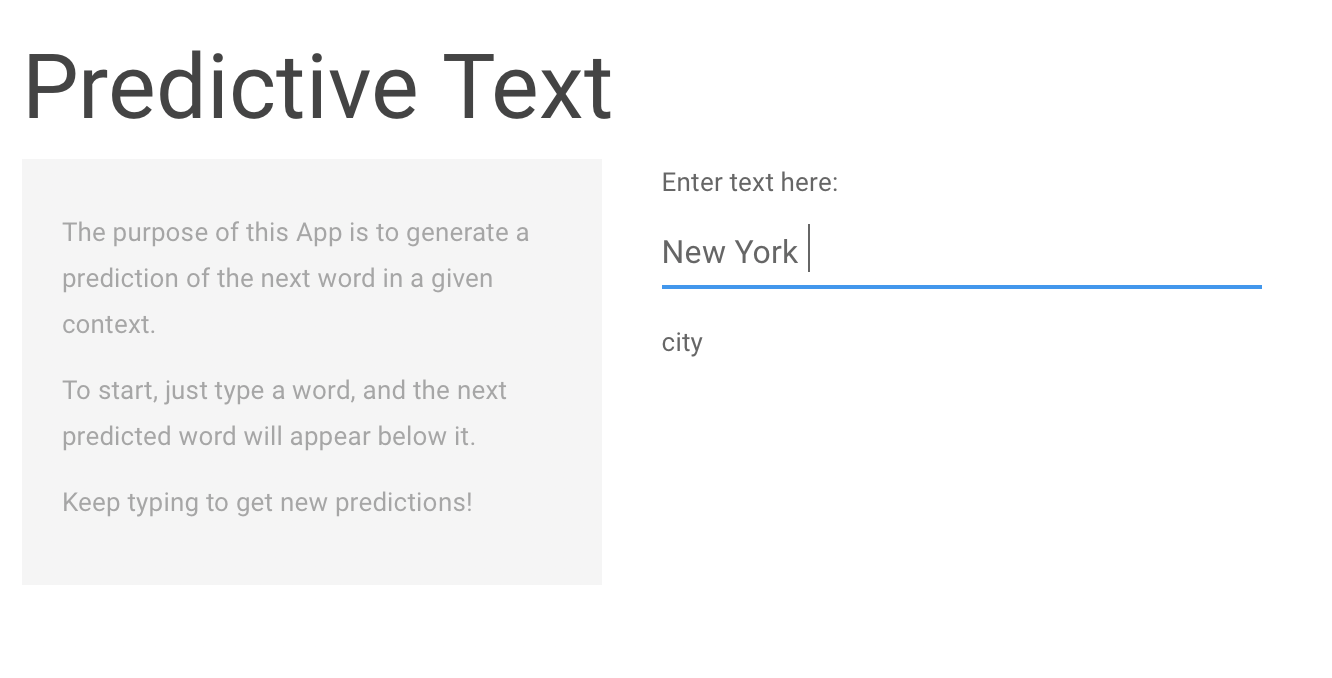 Predictive Text
The purpose of this App is to generate a
prediction of the next word in a given
context.
To start, just type a word, and the next
predicted word will appear below it.
Keep typing to get new predictions!
Enter text here:
New York
city